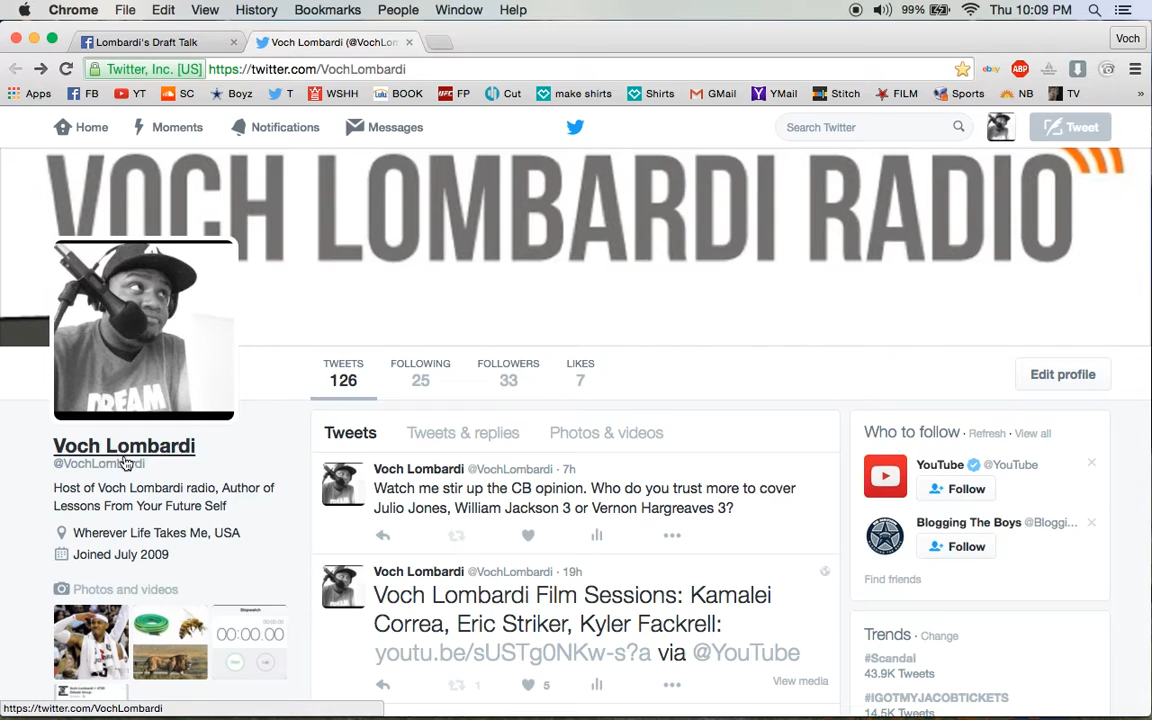 Chrome File Edit View History Bookmarks People Window Help 99% Thu 10:09 PM
Lombardi's Draft Talk Voch Lombardi (@VochLom Voch
Twitter, Inc. [US] https://twitter.com/VochLombardi ABP
Apps FB YT SC Boyz T WSHH BOOK FP Cut make shirts Shirts GMail YMail Stitch FILM Sports NB TV »
Home Moments Notifications Messages Search Twitter Tweet
VOCH LOMBARDI RADIO
DREAM
TWEETS FOLLOWING FOLLOWERS LIKES
126 25 33 7
Edit profile
Voch Lombardi
@VochLombardi
Host of Voch Lombardi radio, Author of
Lessons From Your Future Self
Wherever Life Takes Me, USA
Joined July 2009
Photos and videos
00:00.00
Tweets Tweets & replies Photos & videos
Voch Lombardi @VochLombardi · 7h
Watch me stir up the CB opinion. Who do you trust more to cover
Julio Jones, William Jackson 3 or Vernon Hargreaves 3?
Voch Lombardi @VochLombardi · 19h
Voch Lombardi Film Sessions: Kamalei
Correa, Eric Striker, Kyler Fackrell:
youtu.be/sUSTg0NKw-s?a via @YouTube
1 5 View media
Who to follow · Refresh · View all
YouTube @YouTube
Follow
Blogging The Boys @Bloggi...
Follow
Find friends
Trends · Change
#Scandal
43.9K Tweets
#IGOTMYJACOBTICKETS
14.5K Tweets
https://twitter.com/VochLombardi